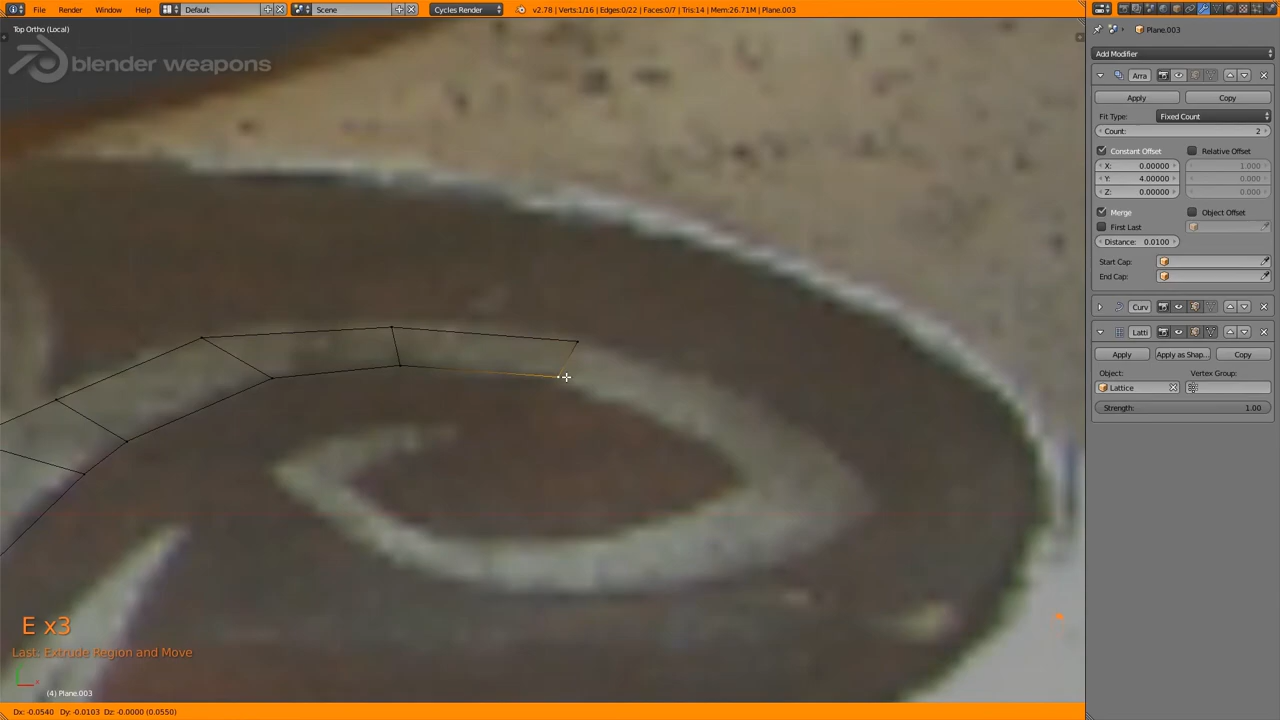 File Render Window Help Default Scene Cycles Render v2.78 | Verts:1/16 | Edges:0/22 | Faces:0/7 | Tris:14 | Mem:26.71M | Plane.003
Top Ortho (Local)
blender weapons
E x3
Last: Extrude Region and Move
(4) Plane.003
Dx: -0.0540 Dy: -0.0103 Dz: -0.0000 (0.0550)
Plane.003
Add Modifier
Arra
Apply Copy
Fit Type: Fixed Count
Count: 2
Constant Offset Relative Offset
X: 0.00000 1.000
Y: 4.00000 0.000
Z: 0.00000 0.000
Merge Object Offset
First Last
Distance: 0.0100
Start Cap:
End Cap:
Curv
Latti
Apply Apply as Shap... Copy
Object: Vertex Group:
Lattice
Strength: 1.00